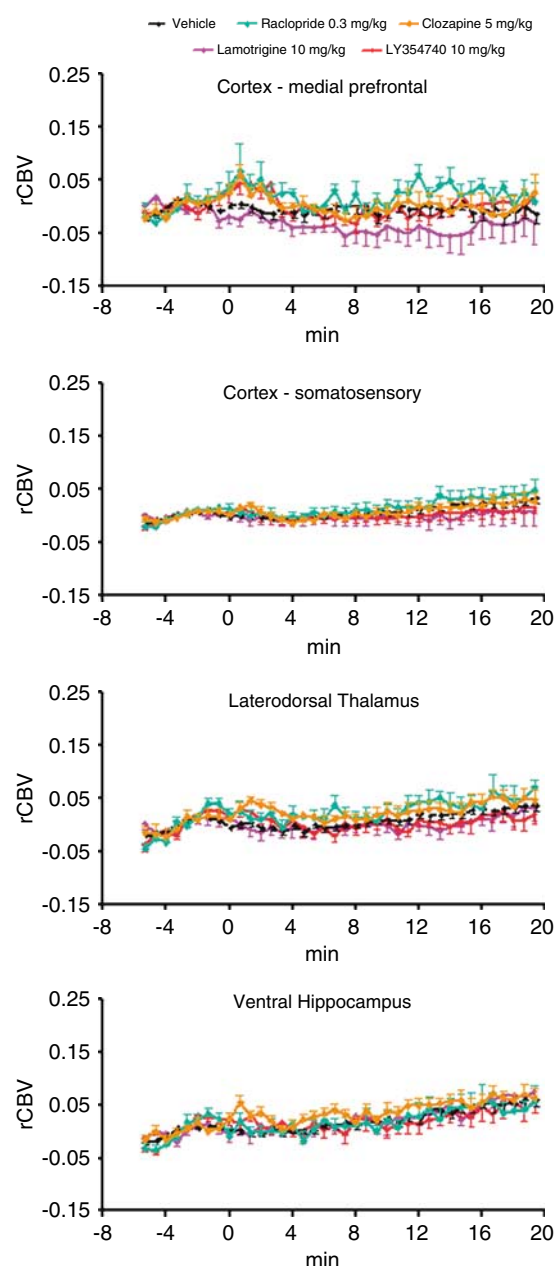 Vehicle Raclopride 0.3 mg/kg Clozapine 5 mg/kg
Lamotrigine 10 mg/kg LY354740 10 mg/kg
Cortex - medial prefrontal
rCBV
0.25
0.15
0.05
-0.05
-0.15
-8 -4 0 4 8 12 16 20
min
Cortex - somatosensory
rCBV
0.25
0.15
0.05
-0.05
-0.15
-8 -4 0 4 8 12 16 20
min
Laterodorsal Thalamus
rCBV
0.25
0.15
0.05
-0.05
-0.15
-8 -4 0 4 8 12 16 20
min
Ventral Hippocampus
rCBV
0.25
0.15
0.05
-0.05
-0.15
-8 -4 0 4 8 12 16 20
min